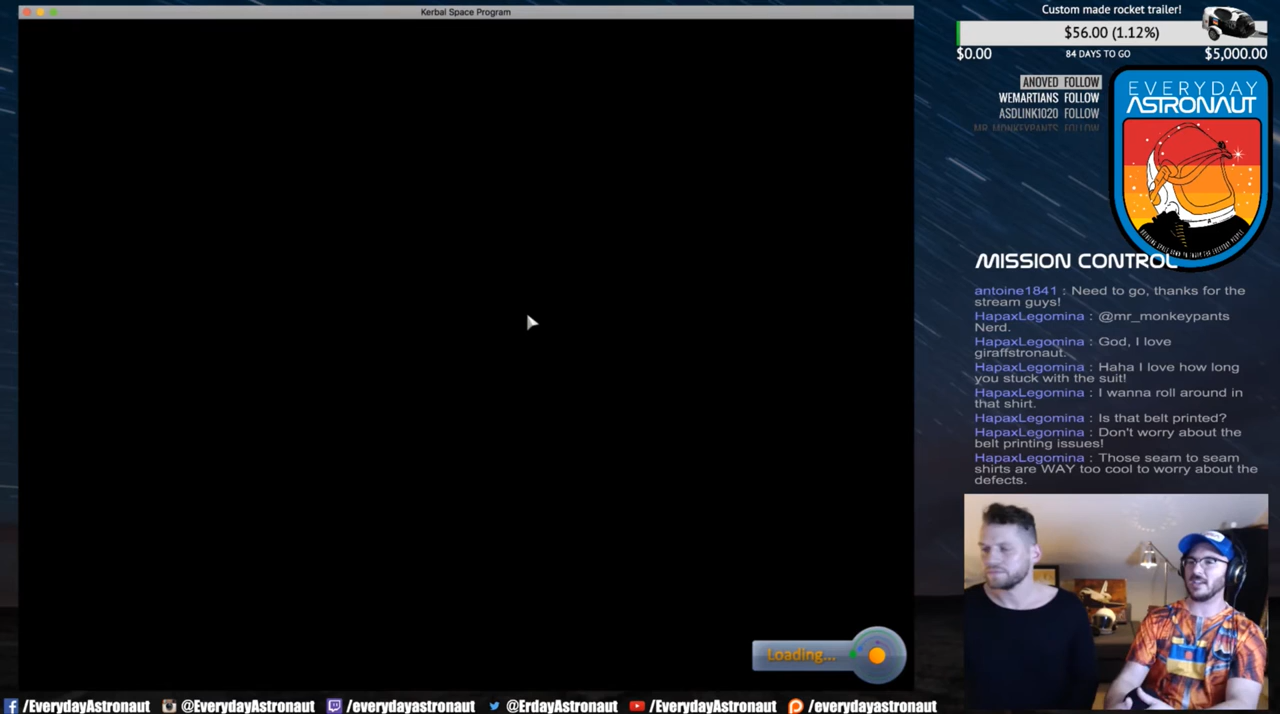 Kerbal Space Program
Custom made rocket trailer!
$56.00 (1.12%)
$0.00
84 DAYS TO GO
$5,000.00
ANOVED FOLLOW
WEMARTIANS FOLLOW
ASDLINK1020 FOLLOW
MR_MONKEYPANTS FOLLOW
EVERYDAY
ASTRONAUT
MISSION CONTROL
antoine1841 : Need to go, thanks for the
stream guys!
HapaxLegomina : @mr_monkeypants
Nerd.
HapaxLegomina : God, I love
giraffstronaut.
HapaxLegomina : Haha I love how long
you stuck with the suit!
HapaxLegomina : I wanna roll around in
that shirt.
HapaxLegomina : Is that belt printed?
HapaxLegomina : Don't worry about the
belt printing issues!
HapaxLegomina : Those seam to seam
shirts are WAY too cool to worry about the
defects.
Loading...
/EverydayAstronaut
@EverydayAstronaut
/everydayastronaut
@ErdayAstronaut
/EverydayAstronaut
/everydayastronaut